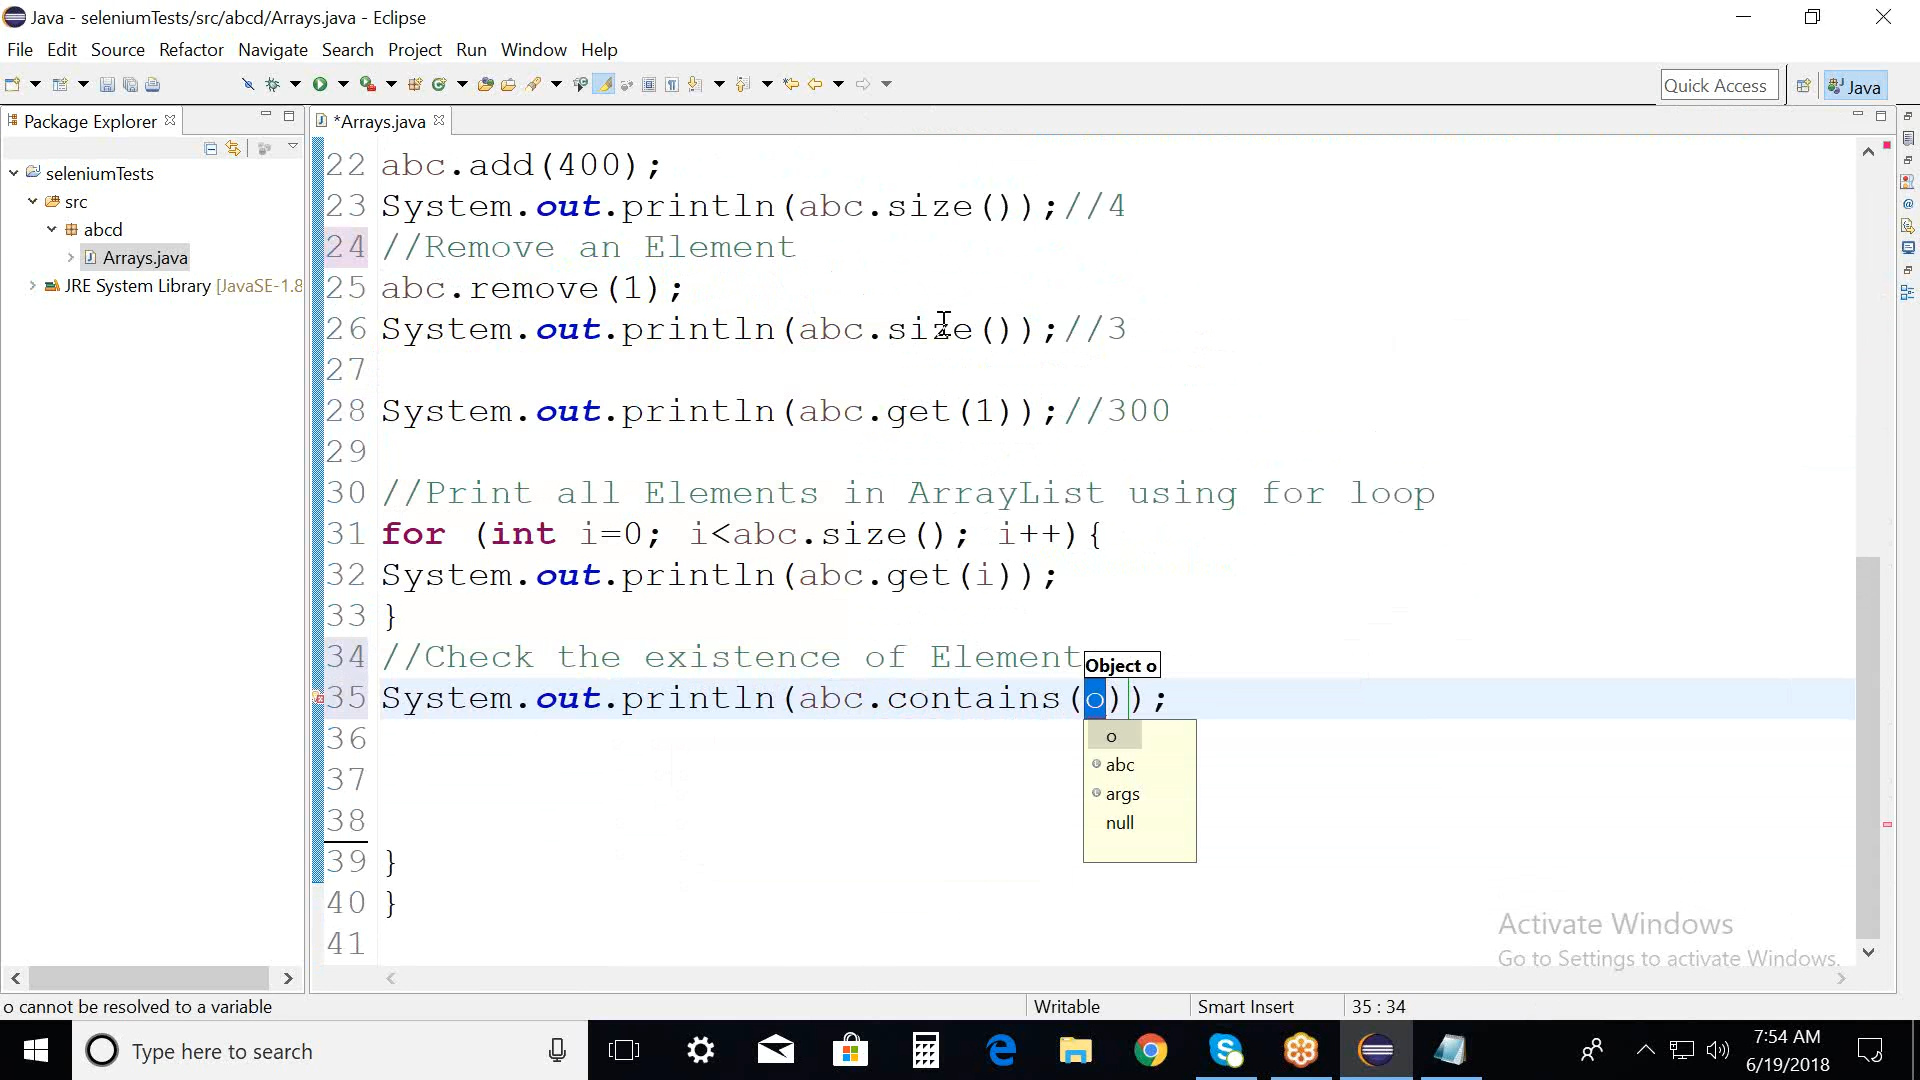 Java - seleniumTests/src/abcd/Arrays.java - Eclipse
File Edit Source Refactor Navigate Search Project Run Window Help
Quick Access
Java
Package Explorer
*Arrays.java
seleniumTests
src
abcd
Arrays.java
JRE System Library [JavaSE-1.8
22 abc.add(400);
23 System.out.println(abc.size());//4
24 //Remove an Element
25 abc.remove(1);
26 System.out.println(abc.size());//3
27
28 System.out.println(abc.get(1));//300
29
30 //Print all Elements in ArrayList using for loop
31 for (int i=0; i<abc.size(); i++){
32 System.out.println(abc.get(i));
33 }
34 //Check the existence of Element
Object o
35 System.out.println(abc.contains(o));
36
37
38
39 }
40 }
41
o
abc
args
null
Activate Windows
Go to Settings to activate Windows.
o cannot be resolved to a variable
Writable
Smart Insert
35 : 34
Type here to search
7:54 AM
6/19/2018